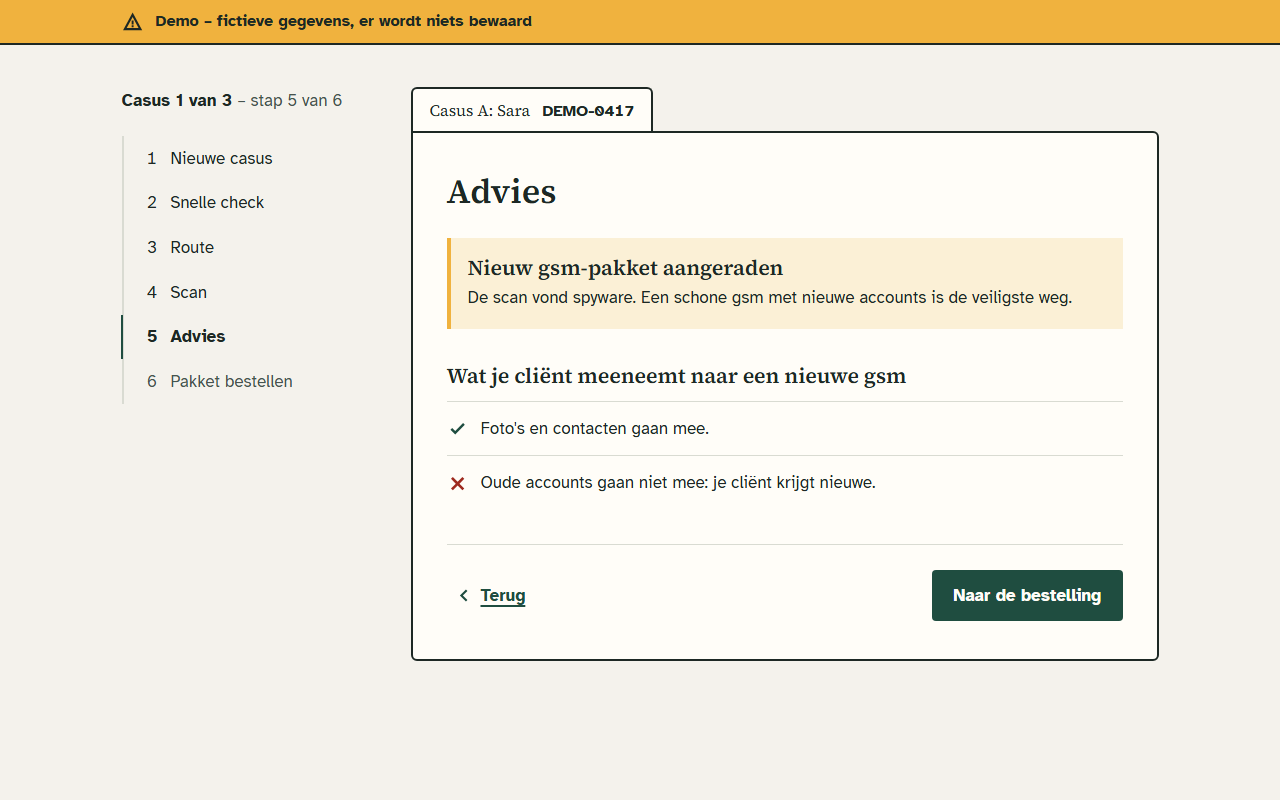 Demo – fictieve gegevens, er wordt niets bewaard
Casus 1 van 3 – stap 5 van 6
1 Nieuwe casus
2 Snelle check
3 Route
4 Scan
5 Advies
6 Pakket bestellen
Casus A: Sara DEMO-0417
Advies
Nieuw gsm-pakket aangeraden
De scan vond spyware. Een schone gsm met nieuwe accounts is de veiligste weg.
Wat je cliënt meeneemt naar een nieuwe gsm
Foto's en contacten gaan mee.
Oude accounts gaan niet mee: je cliënt krijgt nieuwe.
Terug
Naar de bestelling